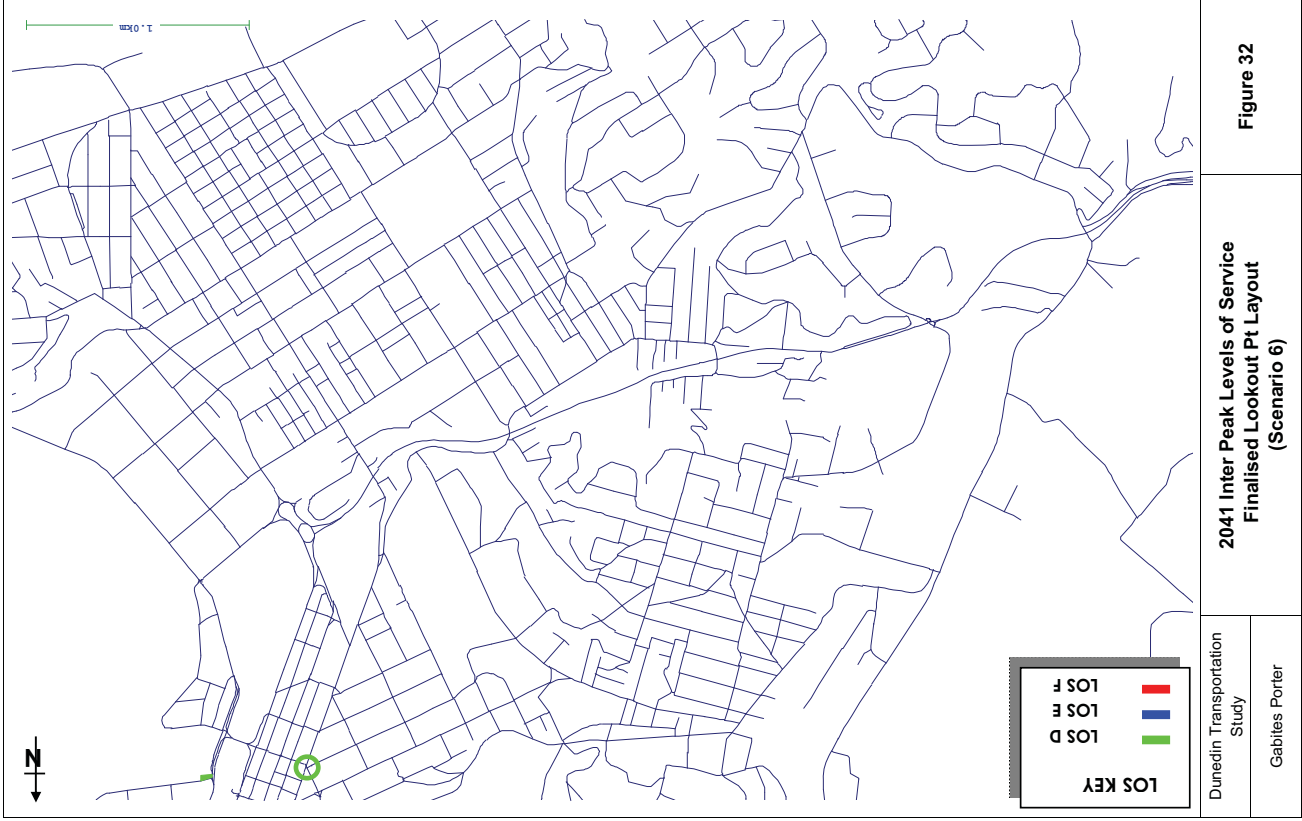 1.0km
N
LOS KEY
LOS D
LOS E
LOS F
Figure 32
2041 Inter Peak Levels of Service
Finalised Lookout Pt Layout
(Scenario 6)
Dunedin Transportation
Study
Gabites Porter